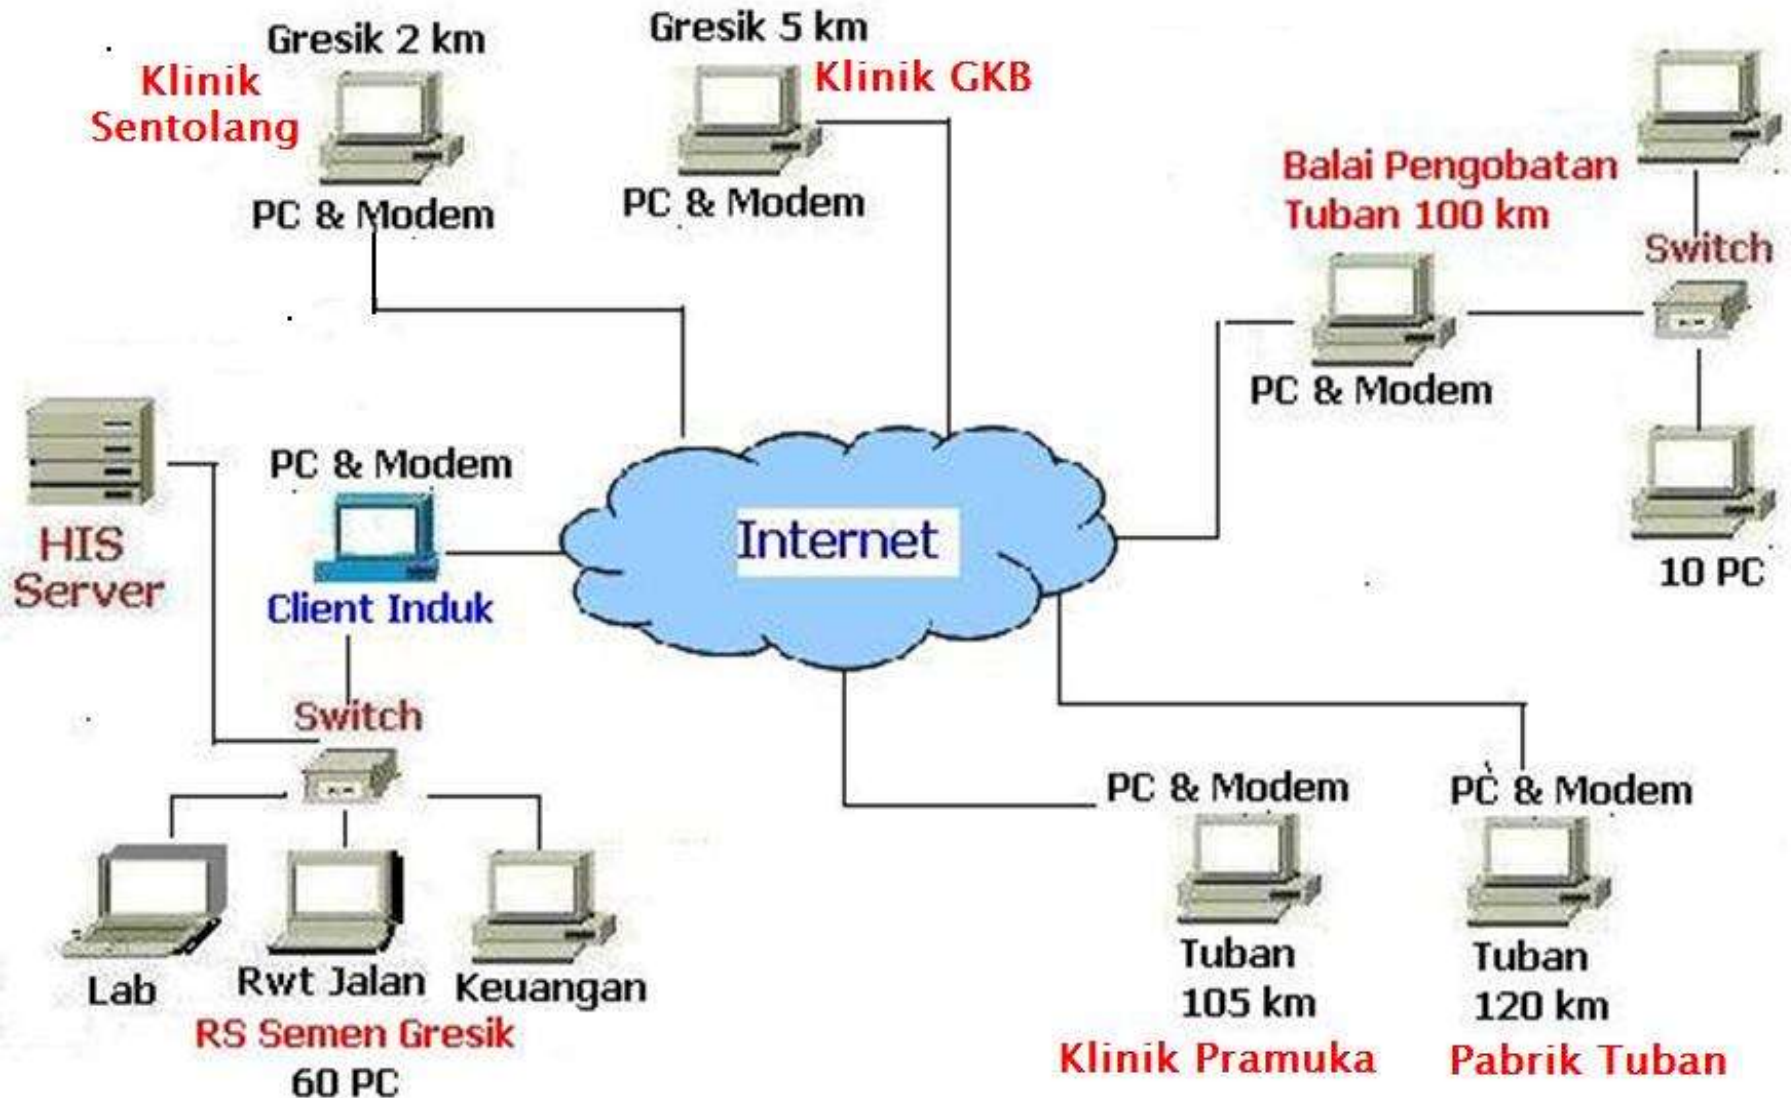 Gresik 2 km
Klinik
Sentolang
PC & Modem
Gresik 5 km
Klinik GKB
PC & Modem
Balai Pengobatan
Tuban 100 km
PC & Modem
Switch
10 PC
HIS
Server
PC & Modem
Client Induk
Internet
Switch
Lab
Rwt Jalan
Keuangan
RS Semen Gresik
60 PC
PC & Modem
Tuban
105 km
Klinik Pramuka
PC & Modem
Tuban
120 km
Pabrik Tuban